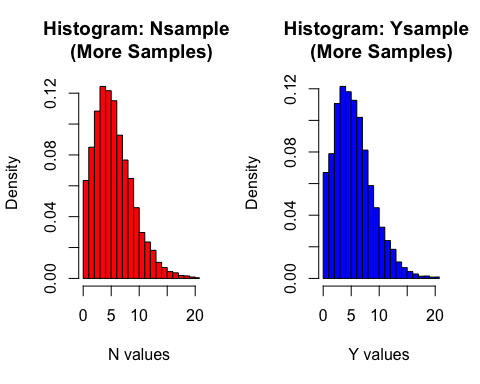 Histogram: Nsample
(More Samples)
Density
0.00 0.04 0.08 0.12
0 5 10 20
N values
Histogram: Ysample
(More Samples)
Density
0.00 0.04 0.08 0.12
0 5 10 20
Y values